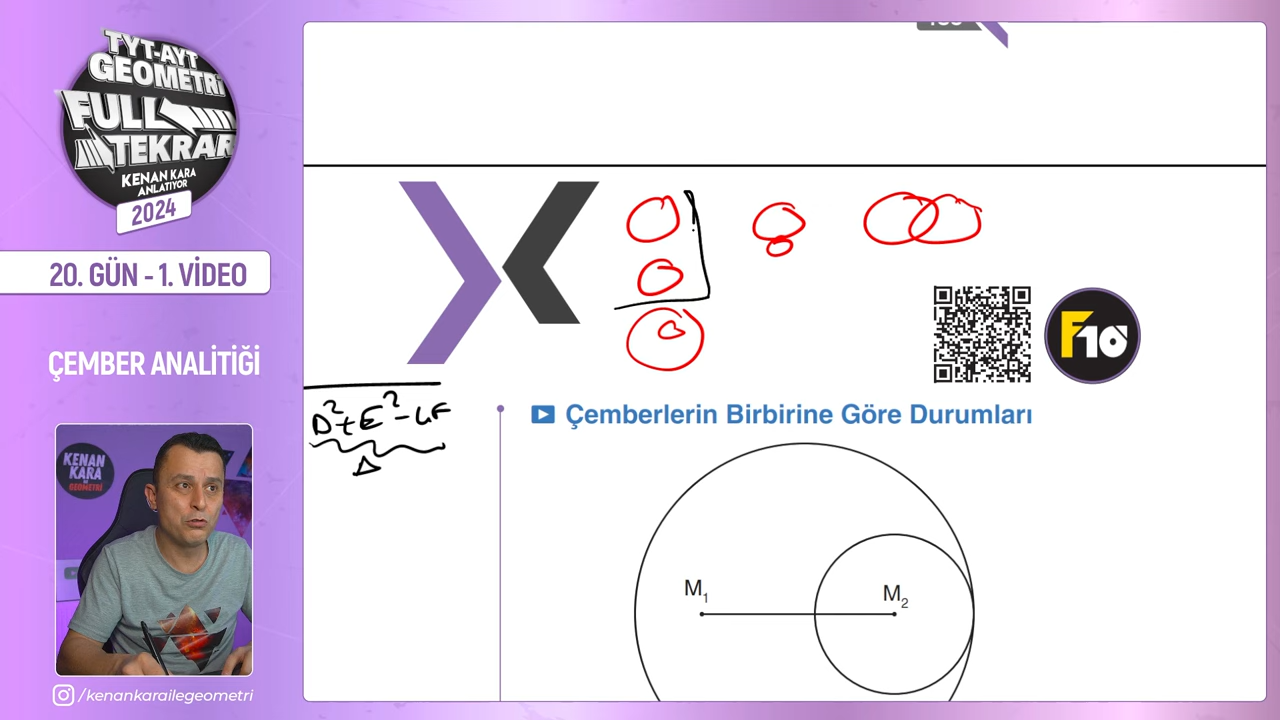 TYT-AYT
GEOMETRİ
FULL
TEKRAR
KENAN KARA
ANLATIYOR
2024
20. GÜN - 1. VİDEO
ÇEMBER ANALİTİĞİ
KENAN
KARA
GEOMETRİ
/kenankarailegeometri
F10
D²+E²-4F
Δ
Çemberlerin Birbirine Göre Durumları
M₁
M₂